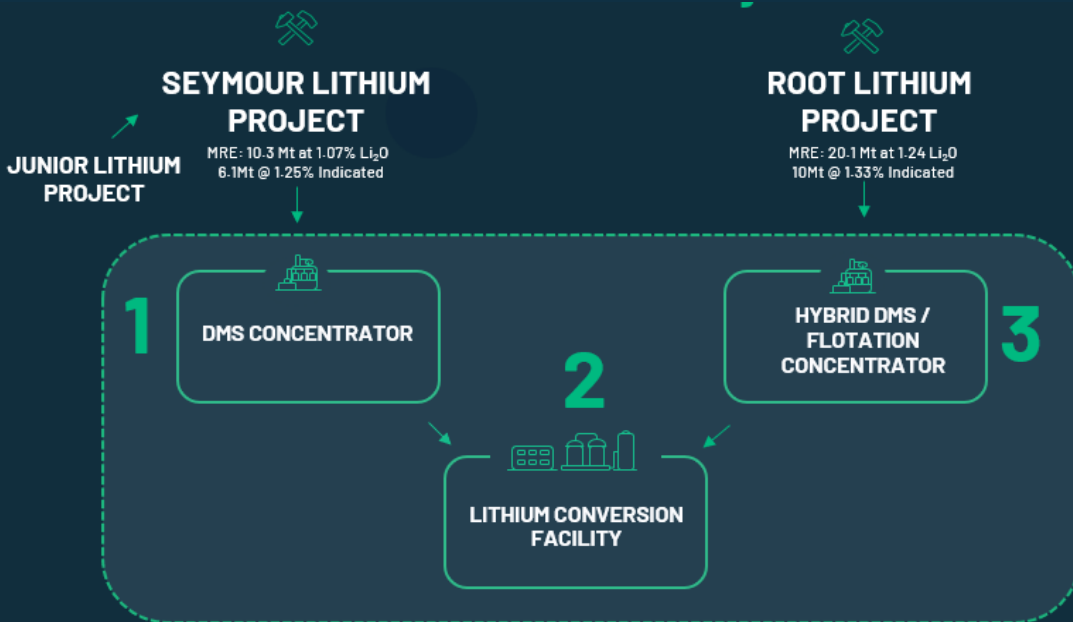 SEYMOUR LITHIUM
PROJECT
MRE: 10.3 Mt at 1.07% Li₂O
6.1Mt @ 1.25% Indicated
JUNIOR LITHIUM
PROJECT
ROOT LITHIUM
PROJECT
MRE: 20.1 Mt at 1.24 Li₂O
10Mt @ 1.33% Indicated
1
DMS CONCENTRATOR
2
LITHIUM CONVERSION
FACILITY
HYBRID DMS /
FLOTATION
CONCENTRATOR
3